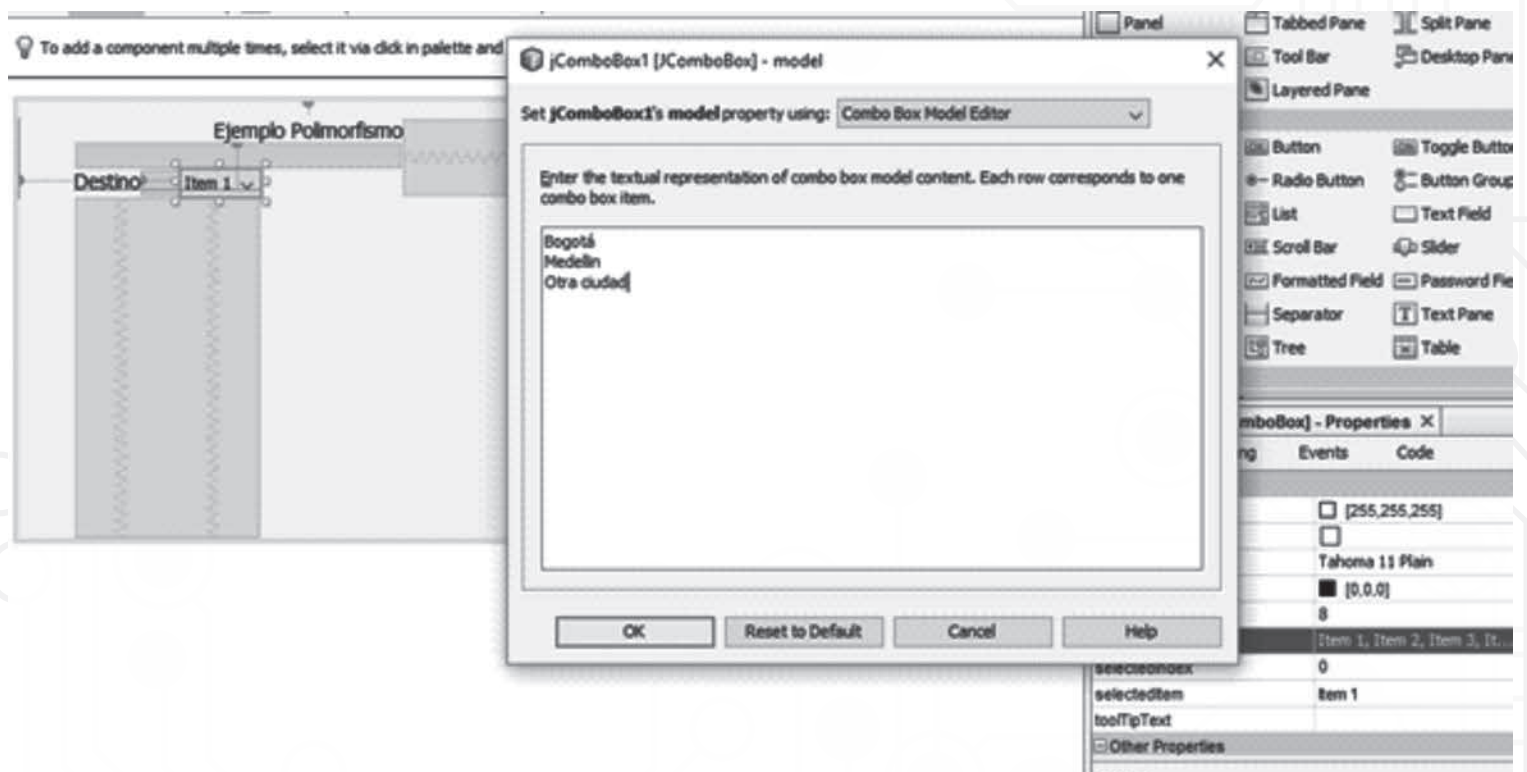 To add a component multiple times, select it via click in palette and
Ejemplo Polimorfismo
Destino
Item 1
jComboBox1 [JComboBox] - model
Set jComboBox1's model property using: Combo Box Model Editor
Enter the textual representation of combo box model content. Each row corresponds to one
combo box item.
Bogotá
Medellin
Otra ciudad
OK Reset to Default Cancel Help
Panel Tabbed Pane Split Pane
Tool Bar Desktop Pane
Layered Pane
Button Toggle Button
Radio Button Button Group
List Text Field
Scroll Bar Slider
Formatted Field Password Fie
Separator Text Pane
Tree Table
mboBox] - Properties
ng Events Code
[255,255,255]
Tahoma 11 Plain
[0,0,0]
8
Item 1, Item 2, Item 3, It...
selectedIndex 0
selectedItem Item 1
toolTipText
Other Properties